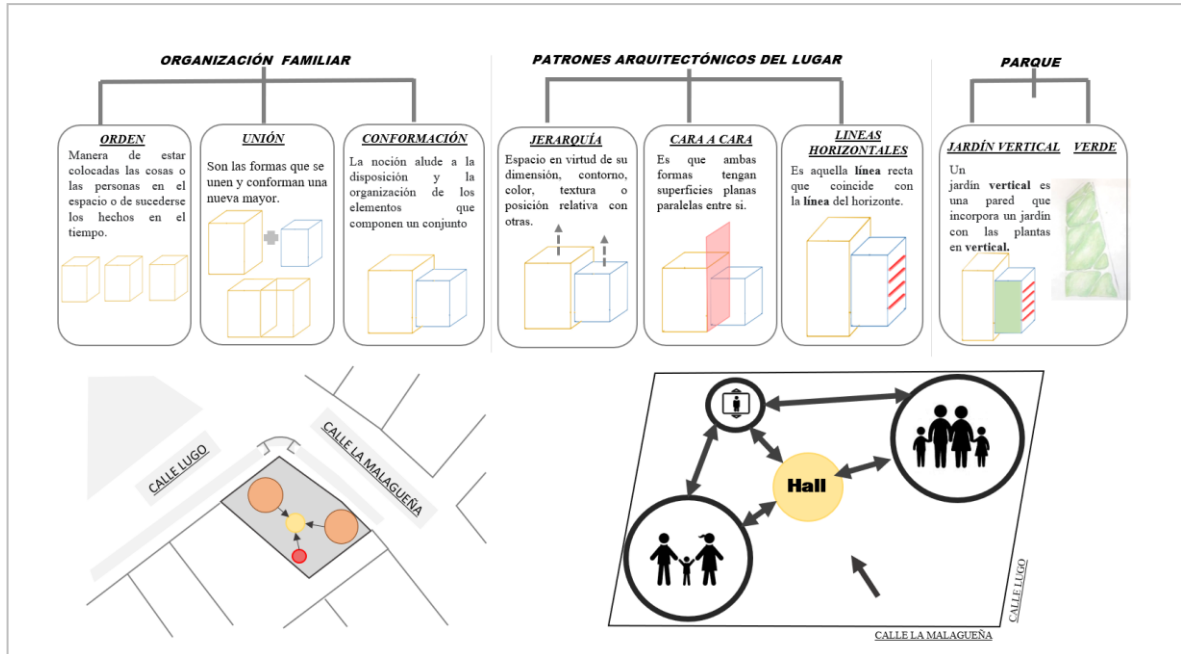 ORGANIZACIÓN FAMILIAR
ORDEN
Manera de estar
colocadas las cosas o
las personas en el
espacio o de sucederse
los hechos en el
tiempo.
UNIÓN
Son las formas que se
unen y conforman una
nueva mayor.
CONFORMACIÓN
La noción alude a la
disposición y la
organización de los
elementos que
componen un conjunto
PATRONES ARQUITECTÓNICOS DEL LUGAR
JERARQUÍA
Espacio en virtud de su
dimensión, contorno,
color, textura o
posición relativa con
otras.
CARA A CARA
Es que ambas
formas tengan
superficies planas
paralelas entre si.
LINEAS
HORIZONTALES
Es aquella línea recta
que coincide con
la línea del horizonte.
PARQUE
JARDÍN VERTICAL
Un
jardín vertical es
una pared que
incorpora un jardín
con las plantas
en vertical.
VERDE
CALLE LUGO
CALLE LA MALAGUEÑA
Hall
CALLE LUGO
CALLE LA MALAGUEÑA